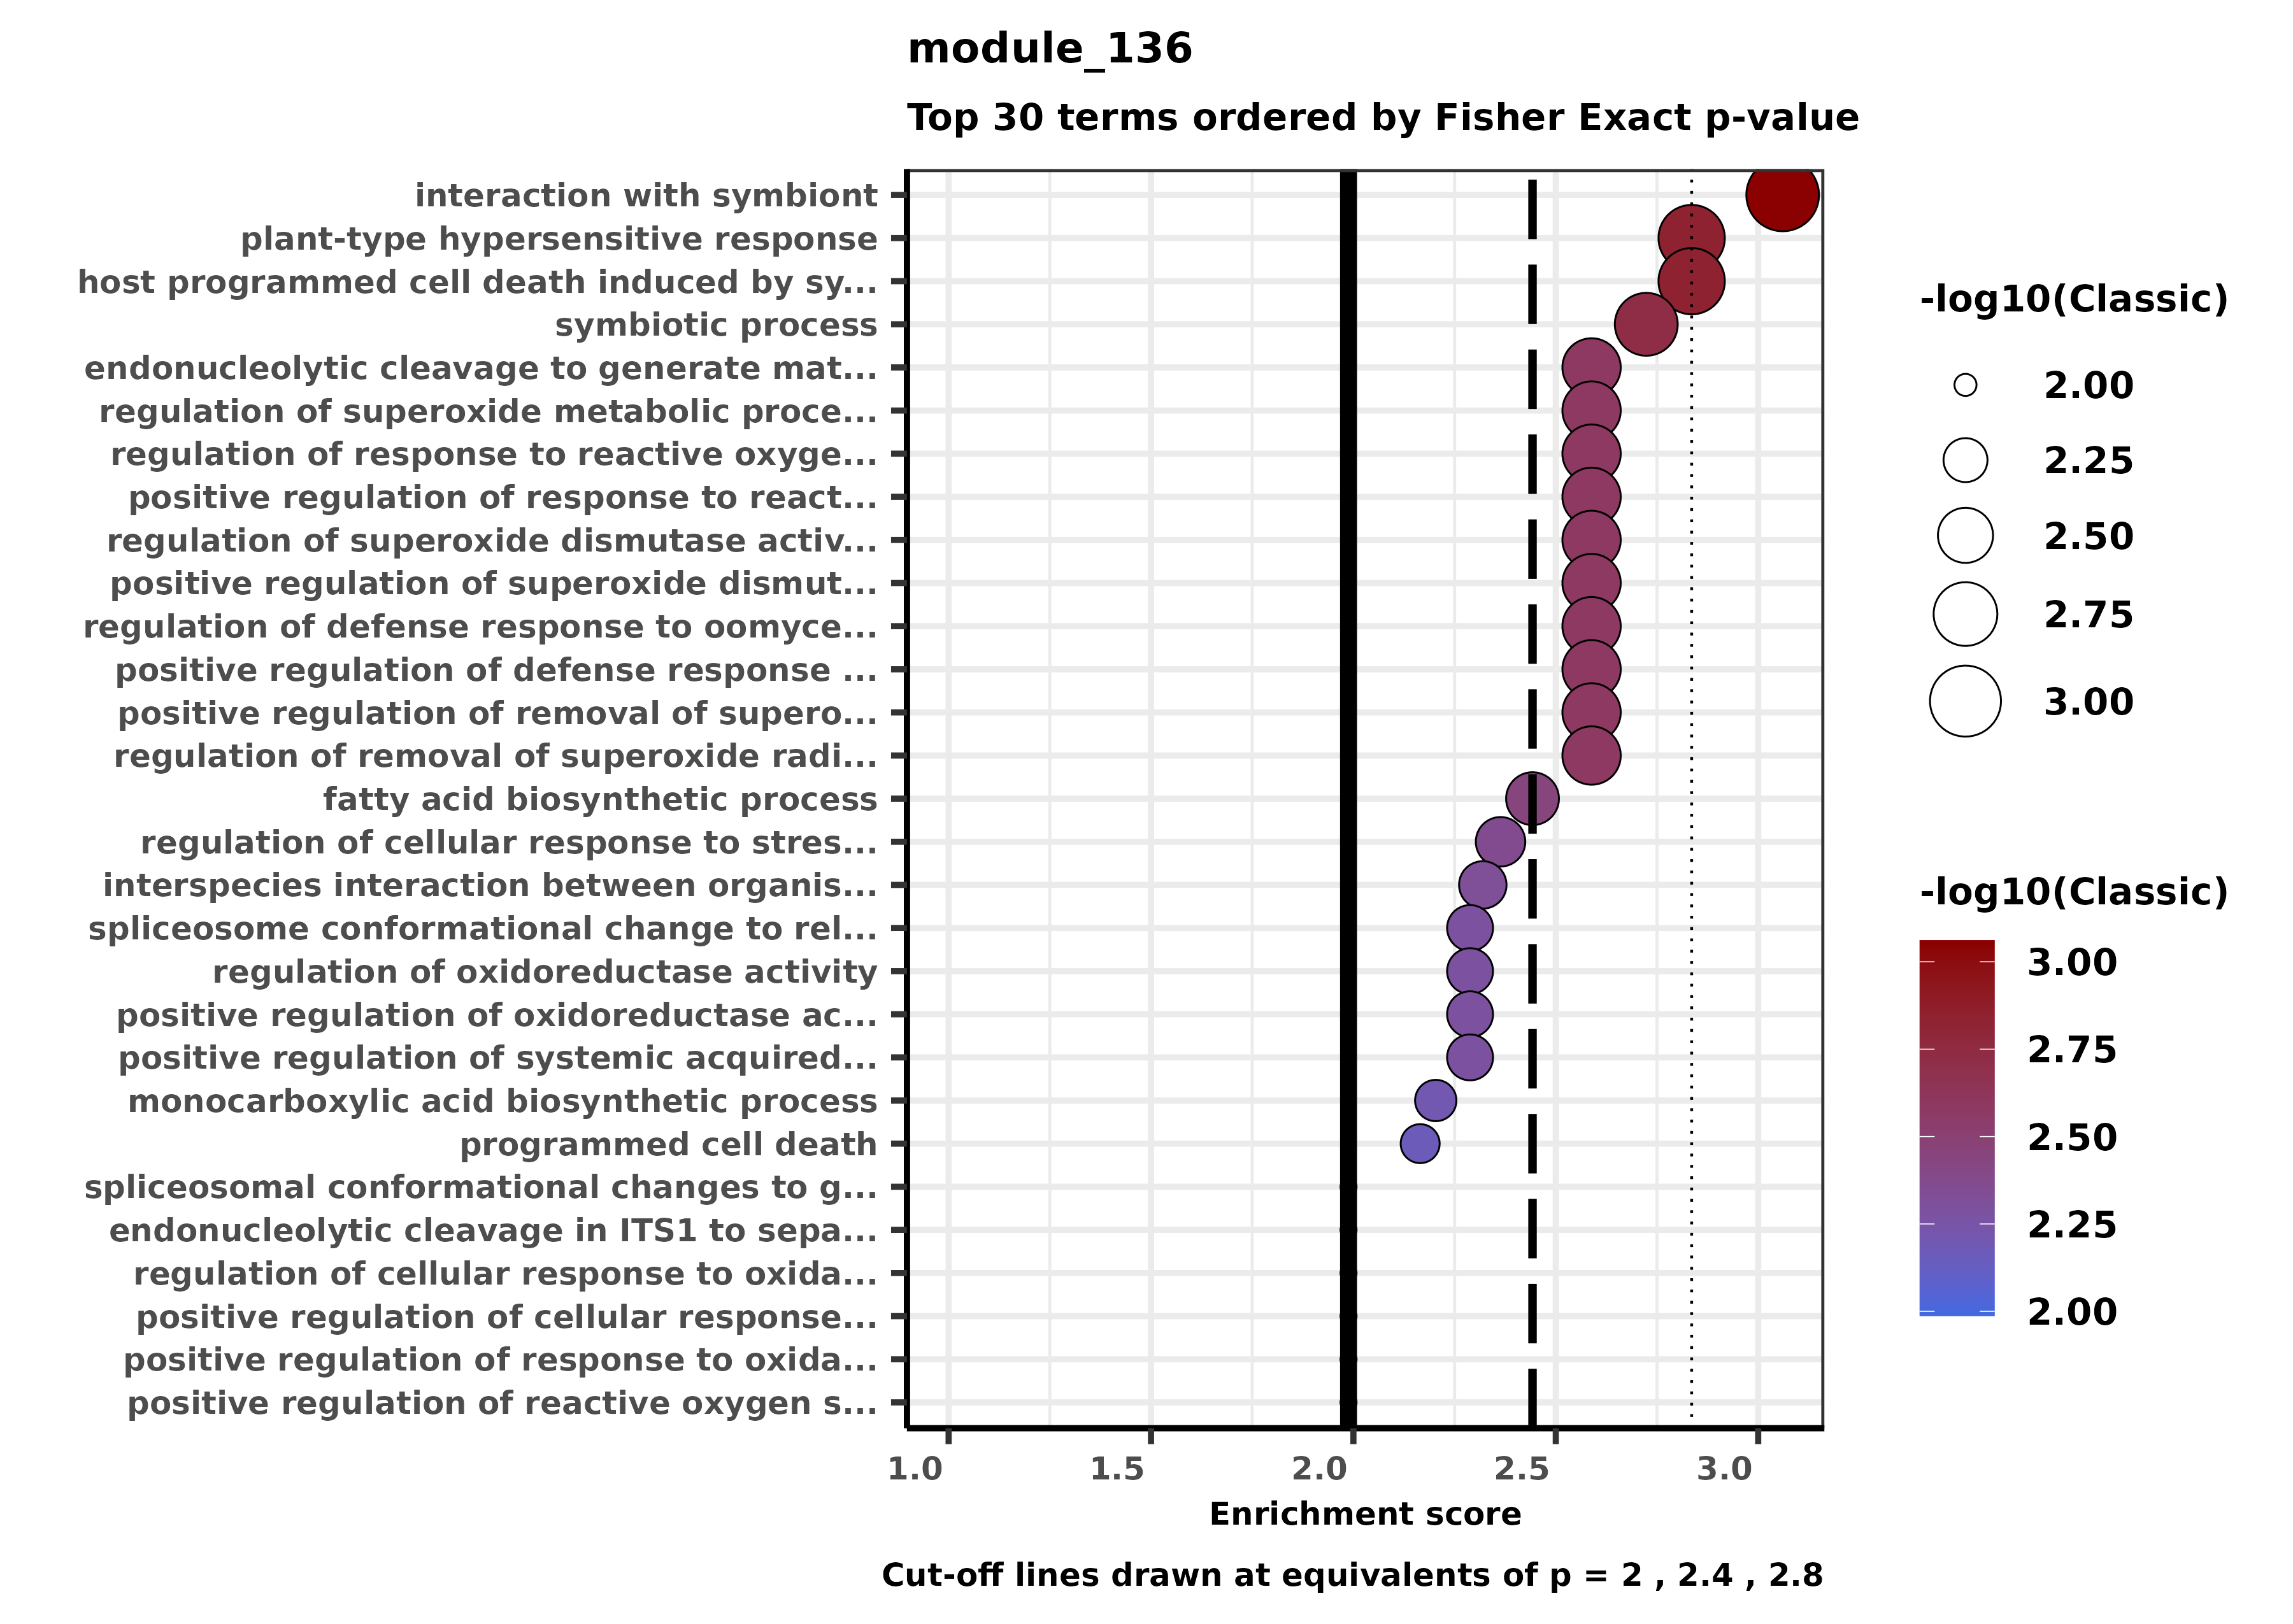 module_136
Top 30 terms ordered by Fisher Exact p-value
interaction with symbiont
plant-type hypersensitive response
host programmed cell death induced by sy...
symbiotic process
endonucleolytic cleavage to generate mat...
regulation of superoxide metabolic proce...
regulation of response to reactive oxyge...
positive regulation of response to react...
regulation of superoxide dismutase activ...
positive regulation of superoxide dismut...
regulation of defense response to oomyce...
positive regulation of defense response ...
positive regulation of removal of supero...
regulation of removal of superoxide radi...
fatty acid biosynthetic process
regulation of cellular response to stres...
interspecies interaction between organis...
spliceosome conformational change to rel...
regulation of oxidoreductase activity
positive regulation of oxidoreductase ac...
positive regulation of systemic acquired...
monocarboxylic acid biosynthetic process
programmed cell death
spliceosomal conformational changes to g...
endonucleolytic cleavage in ITS1 to sepa...
regulation of cellular response to oxida...
positive regulation of cellular response...
positive regulation of response to oxida...
positive regulation of reactive oxygen s...
1.0 1.5 2.0 2.5 3.0
Enrichment score
Cut-off lines drawn at equivalents of p = 2 , 2.4 , 2.8
-log10(Classic)
2.00
2.25
2.50
2.75
3.00
-log10(Classic)
3.00
2.75
2.50
2.25
2.00